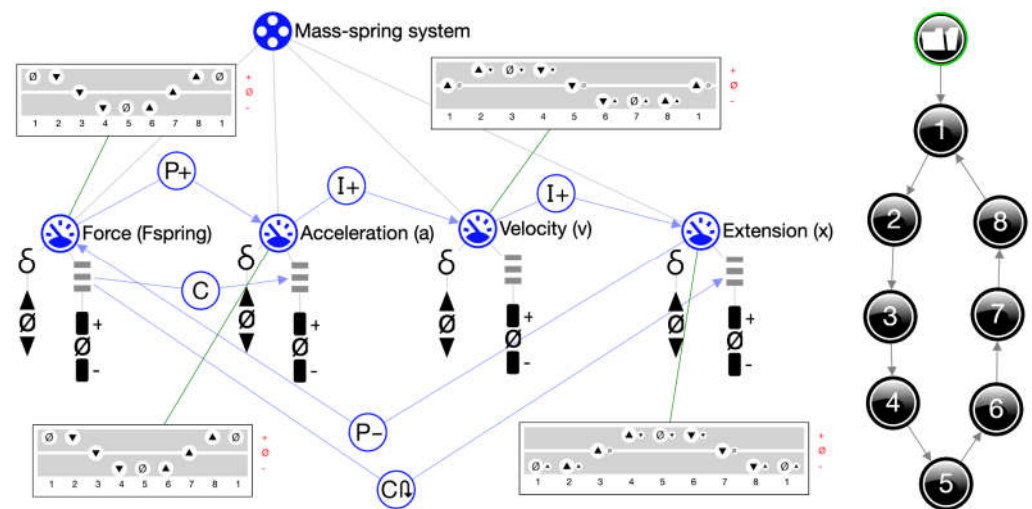 Mass-spring system
Ø Ø + Ø - 1 2 3 4 5 6 7 8 1
Ø
+ Ø - 1 2 3 4 5 6 7 8 1
P+
I+
I+
Force (Fspring)
Acceleration (a)
Velocity (v)
Extension (x)
δ
δ
δ
δ
C
+
Ø
Ø
-
+
Ø
Ø
-
+
Ø
Ø
-
+
Ø
Ø
-
Ø Ø + Ø - 1 2 3 4 5 6 7 8 1
Ø
P-
C
Ø Ø Ø + Ø - 1 2 3 4 5 6 7 8 1
1
2
3
4
5
6
7
8